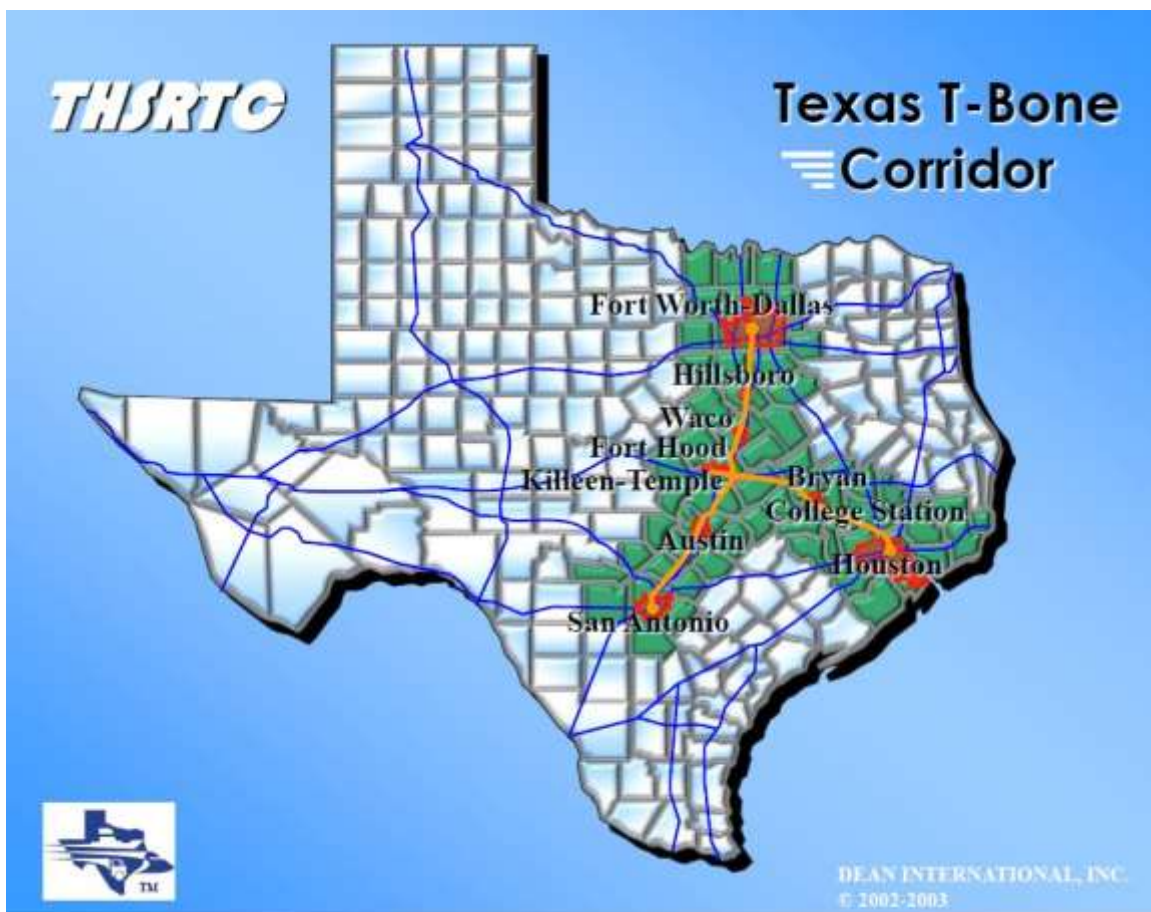 THSRTC
Texas T-Bone
Corridor
Fort Worth-Dallas
Hillsboro
Waco
Fort Hood
Killeen-Temple
Bryan
College Station
Austin
Houston
San Antonio
TM
DEAN INTERNATIONAL, INC.
© 2002-2003